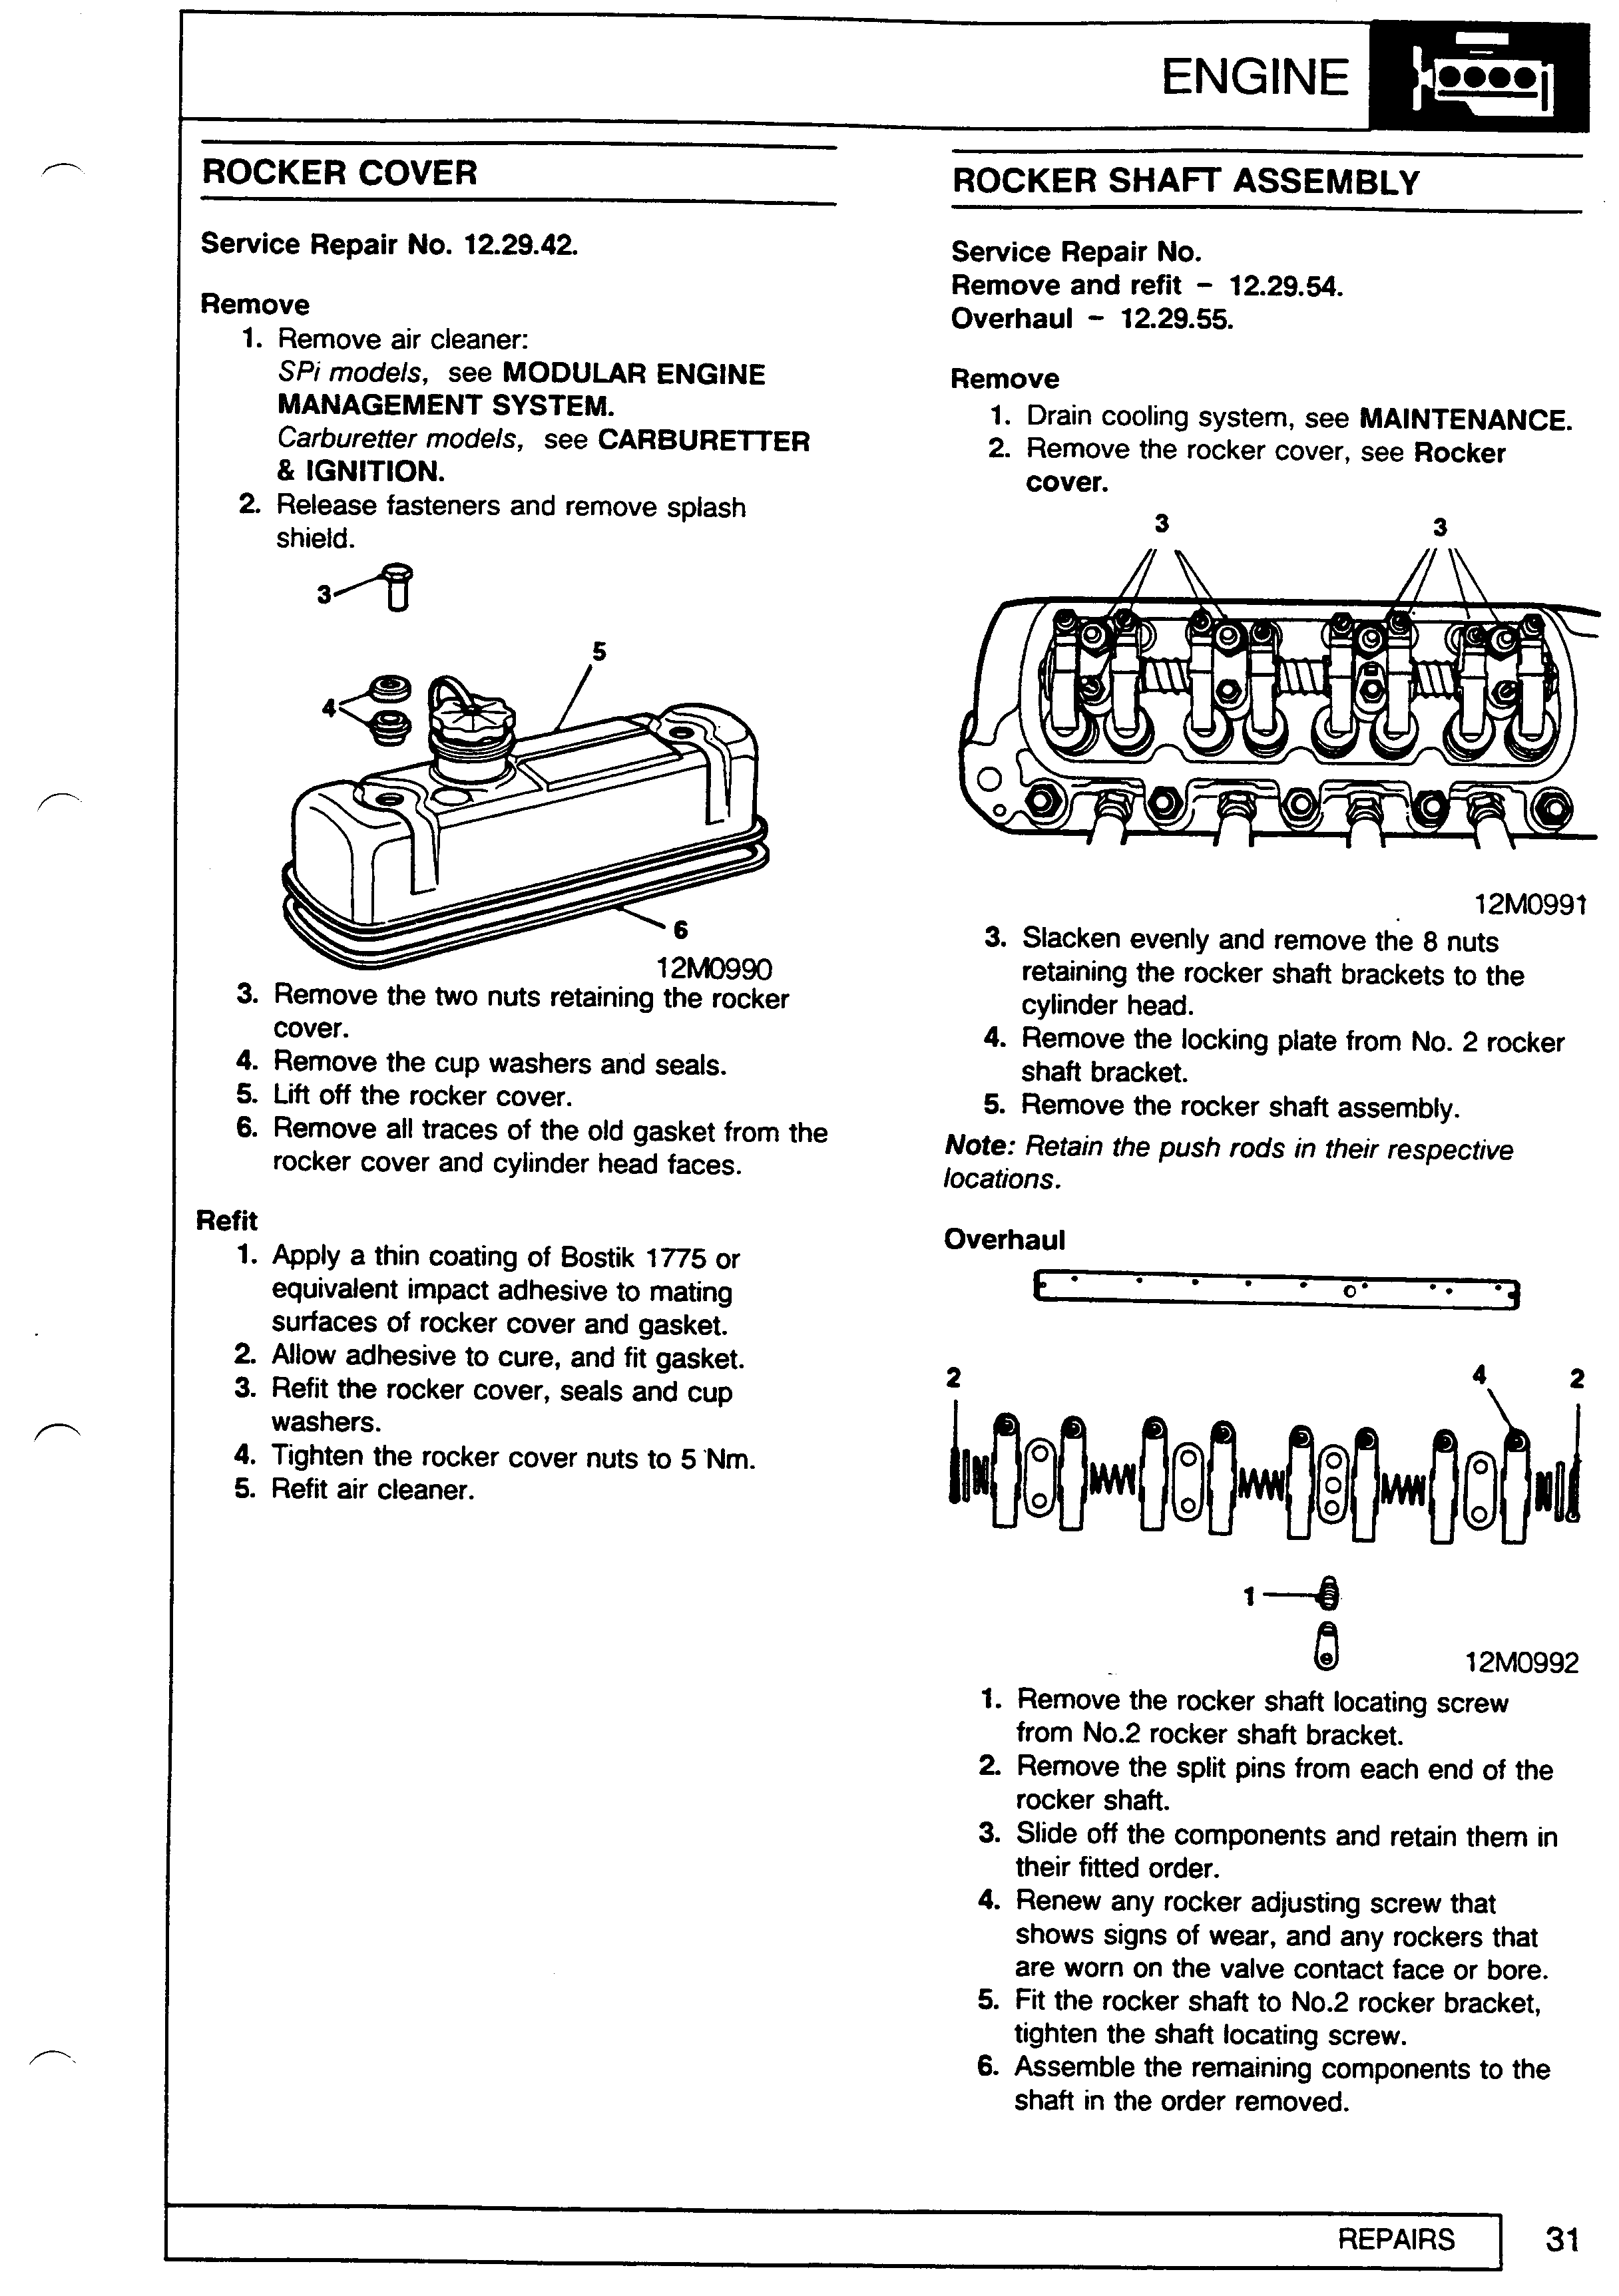 ENGINE
ROCKER COVER
Service Repair No. 12.29.42.
Remove
1. Remove air cleaner:
SPi models, see MODULAR ENGINE
MANAGEMENT SYSTEM.
Carburetter models, see CARBURETTER
& IGNITION.
2. Release fasteners and remove splash
shield.
3
5
4
6
12M0990
3. Remove the two nuts retaining the rocker
cover.
4. Remove the cup washers and seals.
5. Lift off the rocker cover.
6. Remove all traces of the old gasket from the
rocker cover and cylinder head faces.
Refit
1. Apply a thin coating of Bostik 1775 or
equivalent impact adhesive to mating
surfaces of rocker cover and gasket.
2. Allow adhesive to cure, and fit gasket.
3. Refit the rocker cover, seals and cup
washers.
4. Tighten the rocker cover nuts to 5 Nm.
5. Refit air cleaner.
ROCKER SHAFT ASSEMBLY
Service Repair No.
Remove and refit - 12.29.54.
Overhaul - 12.29.55.
Remove
1. Drain cooling system, see MAINTENANCE.
2. Remove the rocker cover, see Rocker
cover.
3 3
12M0991
3. Slacken evenly and remove the 8 nuts
retaining the rocker shaft brackets to the
cylinder head.
4. Remove the locking plate from No. 2 rocker
shaft bracket.
5. Remove the rocker shaft assembly.
Note: Retain the push rods in their respective
locations.
Overhaul
2 4 2
1
12M0992
1. Remove the rocker shaft locating screw
from No.2 rocker shaft bracket.
2. Remove the split pins from each end of the
rocker shaft.
3. Slide off the components and retain them in
their fitted order.
4. Renew any rocker adjusting screw that
shows signs of wear, and any rockers that
are worn on the valve contact face or bore.
5. Fit the rocker shaft to No.2 rocker bracket,
tighten the shaft locating screw.
6. Assemble the remaining components to the
shaft in the order removed.
REPAIRS
31